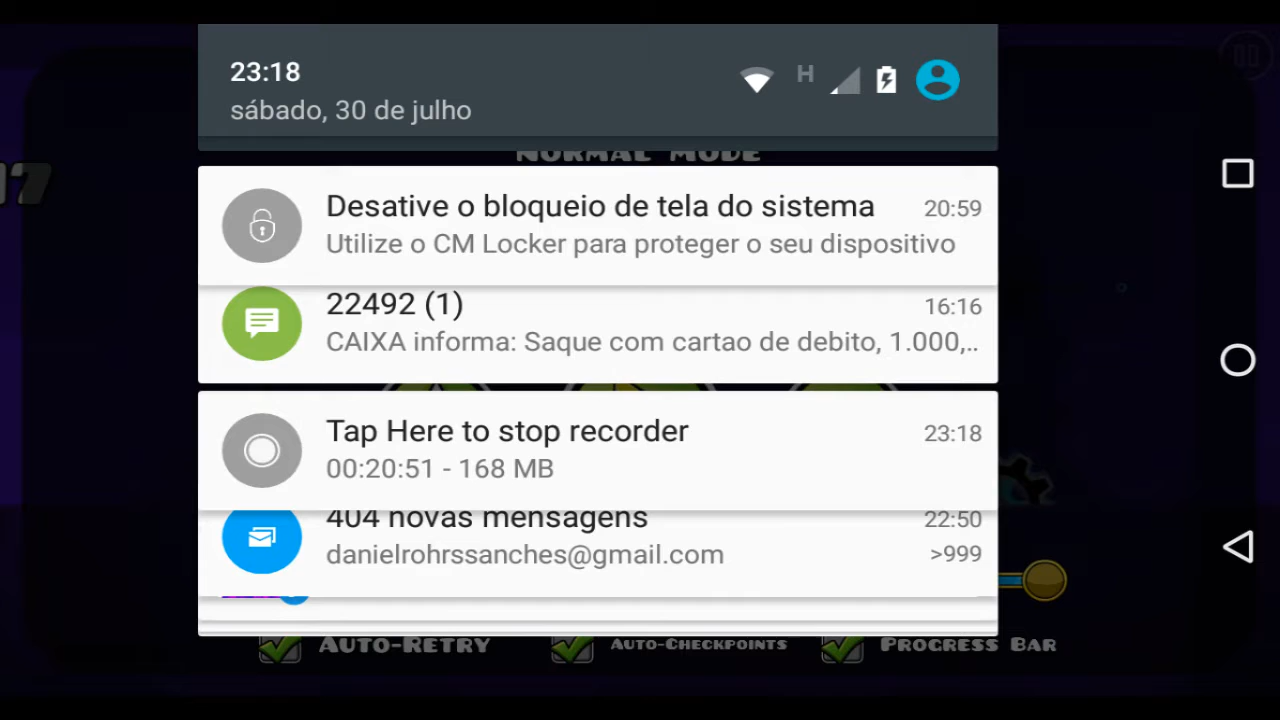 23:18
H
sábado, 30 de julho
NORMAL MODE
17
Desative o bloqueio de tela do sistema 20:59
Utilize o CM Locker para proteger o seu dispositivo
22492 (1) 16:16
CAIXA informa: Saque com cartao de debito, 1.000,..
Tap Here to stop recorder 23:18
00:20:51 - 168 MB
404 novas mensagens 22:50
danielrohrssanches@gmail.com >999
AUTO-RETRY AUTO-CHECKPOINTS PROGRESS BAR